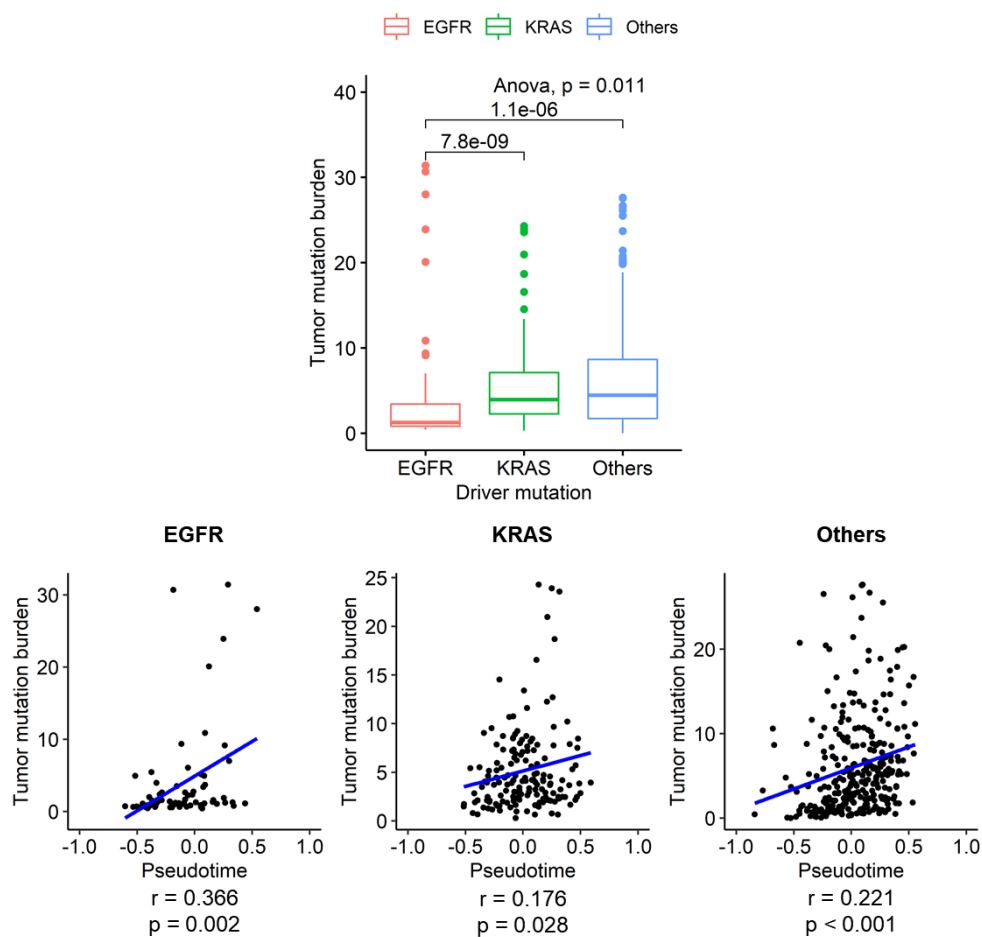 EGFR KRAS Others
Anova, p = 0.011
1.1e-06
7.8e-09
Tumor mutation burden
40
30
20
10
0
EGFR KRAS Others
Driver mutation
EGFR
Tumor mutation burden
30
20
10
0
-1.0 -0.5 0.0 0.5 1.0
Pseudotime
r = 0.366
p = 0.002
KRAS
Tumor mutation burden
25
20
15
10
5
0
-1.0 -0.5 0.0 0.5 1.0
Pseudotime
r = 0.176
p = 0.028
Others
Tumor mutation burden
20
10
0
-1.0 -0.5 0.0 0.5 1.0
Pseudotime
r = 0.221
p < 0.001